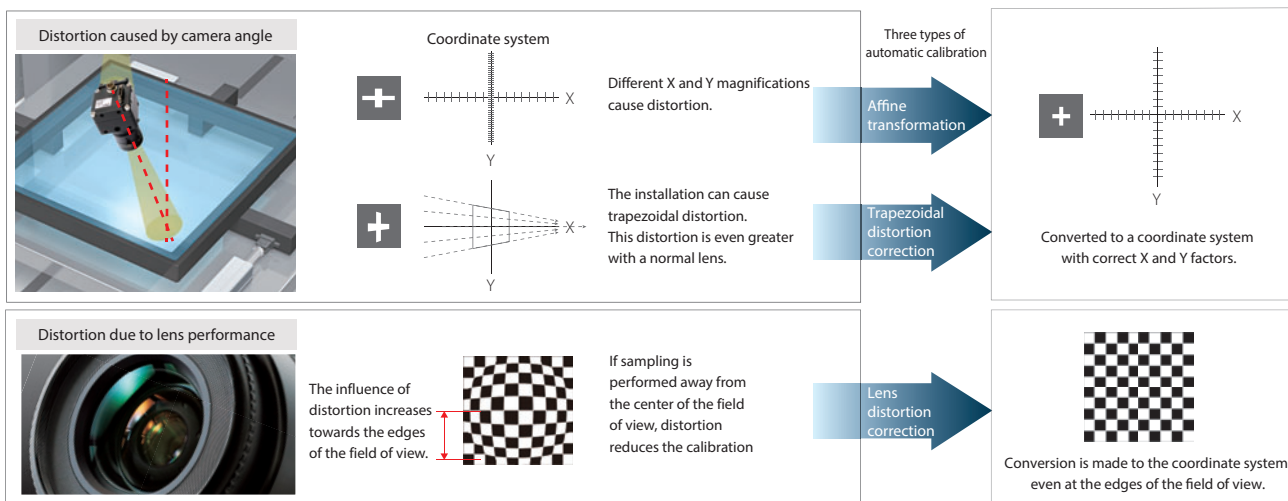 Distortion caused by camera angle
Coordinate system
X
Y
Different X and Y magnifications
cause distortion.
X
Y
The installation can cause
trapezoidal distortion.
This distortion is even greater
with a normal lens.
Three types of
automatic calibration
Affine
transformation
Trapezoidal
distortion
correction
X
Y
Converted to a coordinate system
with correct X and Y factors.
Distortion due to lens performance
The influence of
distortion increases
towards the edges
of the field of view.
If sampling is
performed away from
the center of the field
of view, distortion
reduces the calibration
Lens
distortion
correction
Conversion is made to the coordinate system
even at the edges of the field of view.